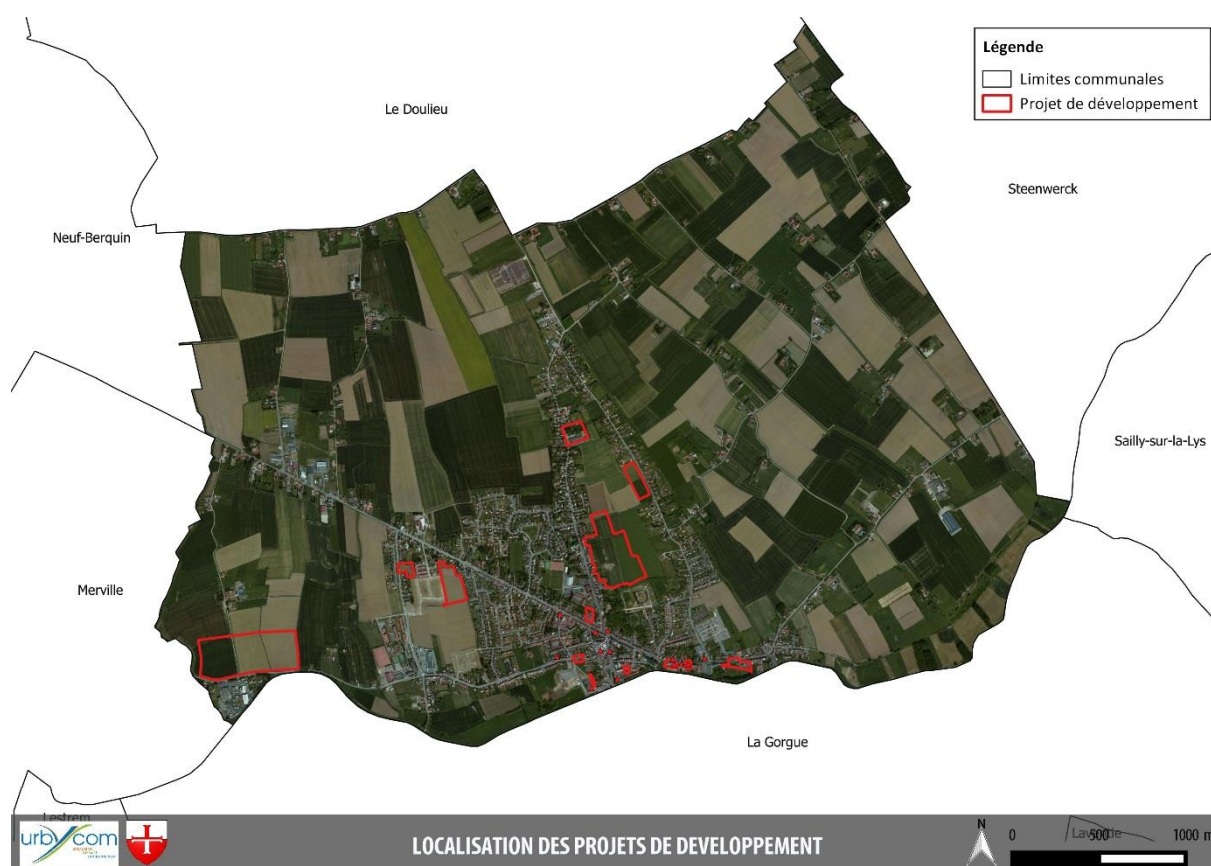 Légende
Limites communales
Projet de développement
Le Doulieu
Steenwerck
Neuf-Berquin
Sailly-sur-la-Lys
Merville
La Gorgue
Lestrem
urbycom
LOCALISATION DES PROJETS DE DEVELOPPEMENT
N
0 500 1000 m